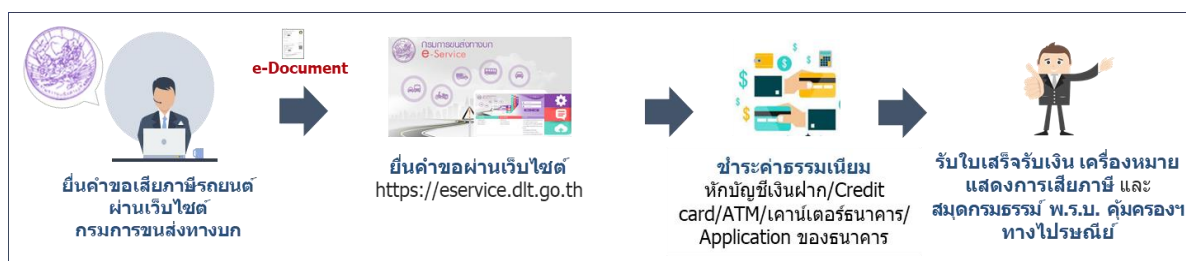 e-Document
ยื่นคำขอเสียภาษีรถยนต์
ผ่านเว็บไซต์
กรมการขนส่งทางบก
กรมการขนส่งทางบก
e-Service
ยื่นคำขอผ่านเว็บไซต์
https://eservice.dlt.go.th
ชำระค่าธรรมเนียม
หักบัญชีเงินฝาก/Credit
card/ATM/เคาน์เตอร์ธนาคาร/
Application ของธนาคาร
รับใบเสร็จรับเงิน เครื่องหมาย
แสดงการเสียภาษี และ
สมุดกรมธรรม์ พ.ร.บ. คุ้มครองฯ
ทางไปรษณีย์